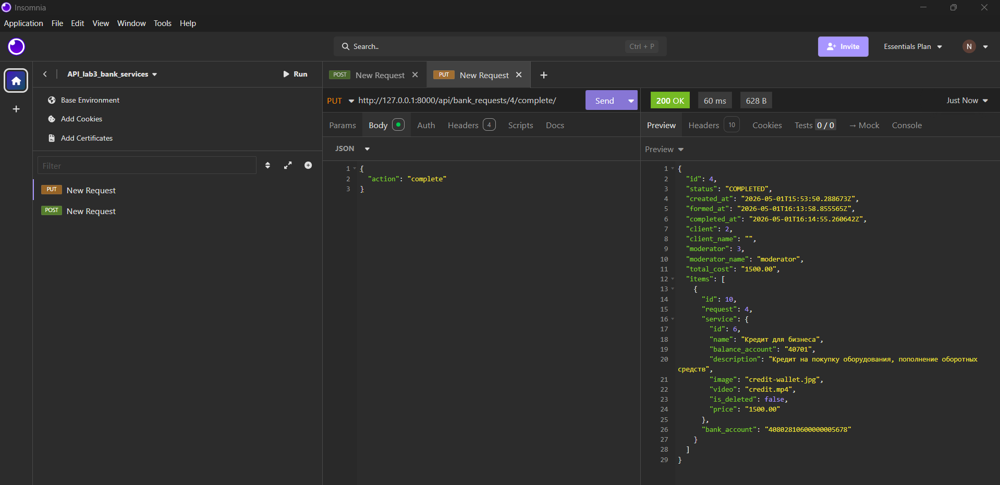 Insomnia
Application File Edit View Window Tools Help
Search.. Ctrl + P
Invite
Essentials Plan
N
API_lab3_bank_services
Run
Base Environment
Add Cookies
Add Certificates
Filter
PUT New Request
POST New Request
POST New Request
PUT New Request
PUT http://127.0.0.1:8000/api/bank_requests/4/complete/ Send
Params Body Auth Headers 4 Scripts Docs
JSON
1 {
2 "action": "complete"
3 }
200 OK 60 ms 628 B Just Now
Preview Headers 10 Cookies Tests 0 / 0 → Mock Console
Preview
1 {
2 "id": 4,
3 "status": "COMPLETED",
4 "created_at": "2026-05-01T15:53:50.288673Z",
5 "formed_at": "2026-05-01T16:13:58.855565Z",
6 "completed_at": "2026-05-01T16:14:55.260642Z",
7 "client": 2,
8 "client_name": "",
9 "moderator": 3,
10 "moderator_name": "moderator",
11 "total_cost": "1500.00",
12 "items": [
13 {
14 "id": 10,
15 "request": 4,
16 "service": {
17 "id": 6,
18 "name": "Кредит для бизнеса",
19 "balance_account": "40701",
20 "description": "Кредит на покупку оборудования, пополнение оборотных
средств",
21 "image": "credit-wallet.jpg",
22 "video": "credit.mp4",
23 "is_deleted": false,
24 "price": "1500.00"
25 },
26 "bank_account": "40802810600000005678"
27 }
28 ]
29 }